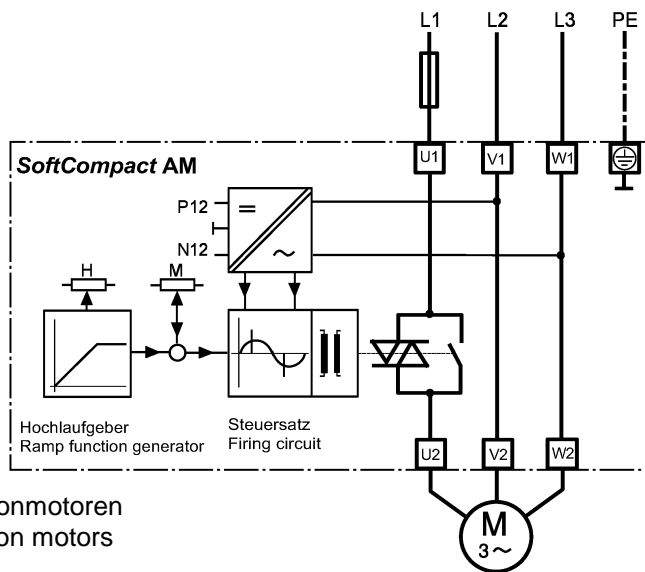 L1 L2 L3 PE
SoftCompact AM
U1 V1 W1
P12
N12
H M
Hochlaufgeber
Ramp function generator
Steuersatz
Firing circuit
U2 V2 W2
onmotoren
on motors
M
3~